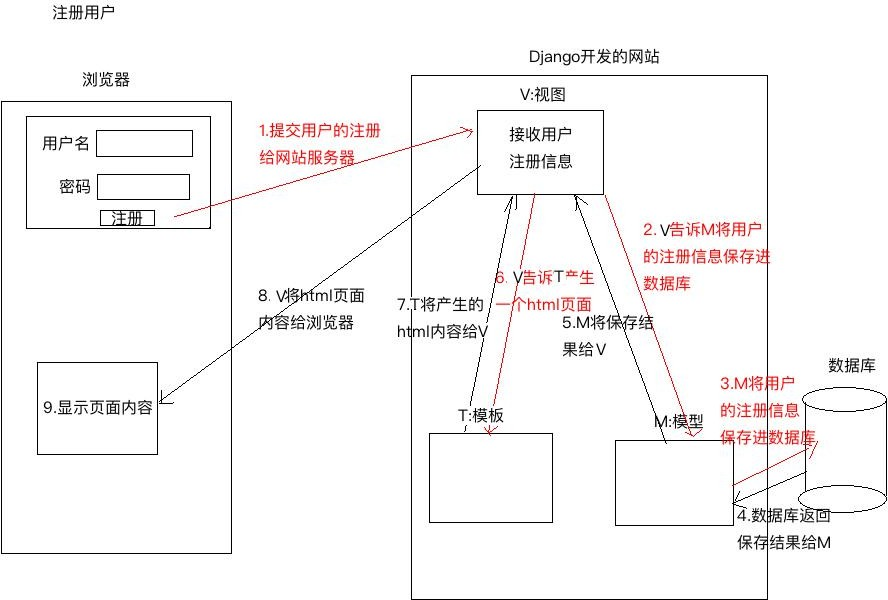 注册用户
浏览器
用户名
密码
注册
1.提交用户的注册
给网站服务器
Django开发的网站
V:视图
接收用户
注册信息
2. V告诉M将用户
的注册信息保存进
数据库
6. V告诉T产生
一个html页面
7.T将产生的
html内容给V
5.M将保存结
果给V
8. V将html页面
内容给浏览器
9.显示页面内容
T:模板
M:模型
数据库
3.M将用户
的注册信息
保存进数据库
4.数据库返回
保存结果给M